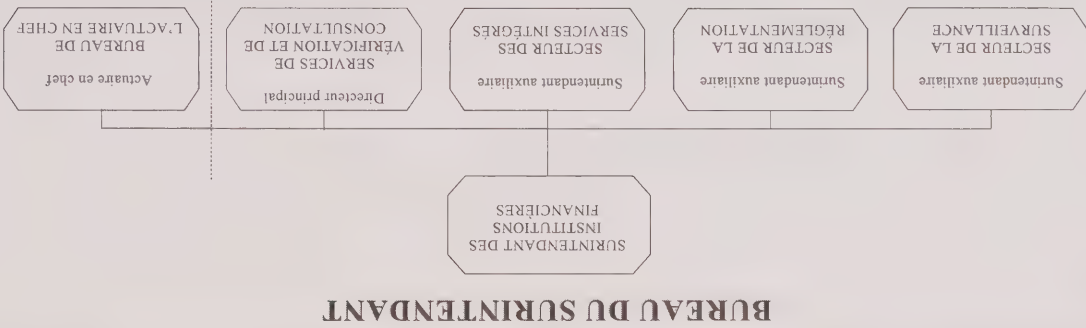 BUREAU DU SURINTENDANT
SURINTENDANT DES
INSTITUTIONS
FINANCIÈRES
Surintendant auxiliaire
SECTEUR DE LA
SURVEILLANCE
Surintendant auxiliaire
SECTEUR DE LA
RÉGLEMENTATION
Surintendant auxiliaire
SECTEUR DES
SERVICES INTÉGRÉS
Directeur principal
SERVICES DE
VÉRIFICATION ET DE
CONSULTATION
Actuaire en chef
BUREAU DE
L'ACTUAIRE EN CHEF